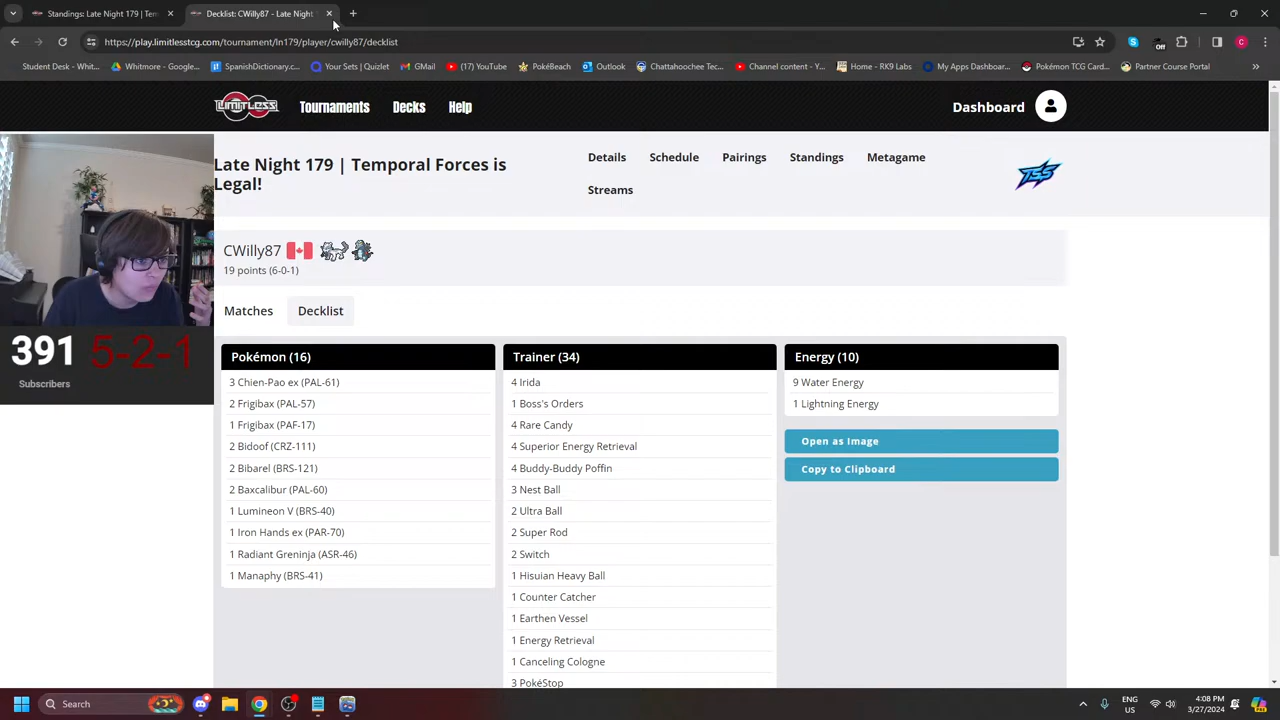 Standings: Late Night 179 | Tem
Decklist: CWilly87 - Late Night
https://play.limitlesstcg.com/tournament/ln179/player/cwilly87/decklist
Student Desk - Whit...
Whitmore - Google...
SpanishDictionary.c...
Your Sets | Quizlet
GMail
(17) YouTube
PokéBeach
Outlook
Chattahoochee Tec...
Channel content - Y...
Home - RK9 Labs
My Apps Dashboar...
Pokémon TCG Card...
Partner Course Portal
LIMITLESS
Tournaments
Decks
Help
Dashboard
Late Night 179 | Temporal Forces is
Legal!
Details
Schedule
Pairings
Standings
Metagame
Streams
TSS
CWilly87
19 points (6-0-1)
Matches
Decklist
391
Subscribers
5-2-1
Pokémon (16)
3 Chien-Pao ex (PAL-61)
2 Frigibax (PAL-57)
1 Frigibax (PAF-17)
2 Bidoof (CRZ-111)
2 Bibarel (BRS-121)
2 Baxcalibur (PAL-60)
1 Lumineon V (BRS-40)
1 Iron Hands ex (PAR-70)
1 Radiant Greninja (ASR-46)
1 Manaphy (BRS-41)
Trainer (34)
4 Irida
1 Boss's Orders
4 Rare Candy
4 Superior Energy Retrieval
4 Buddy-Buddy Poffin
3 Nest Ball
2 Ultra Ball
2 Super Rod
2 Switch
1 Hisuian Heavy Ball
1 Counter Catcher
1 Earthen Vessel
1 Energy Retrieval
1 Canceling Cologne
3 PokéStop
Energy (10)
9 Water Energy
1 Lightning Energy
Open as Image
Copy to Clipboard
Search
ENG
US
4:08 PM
3/27/2024